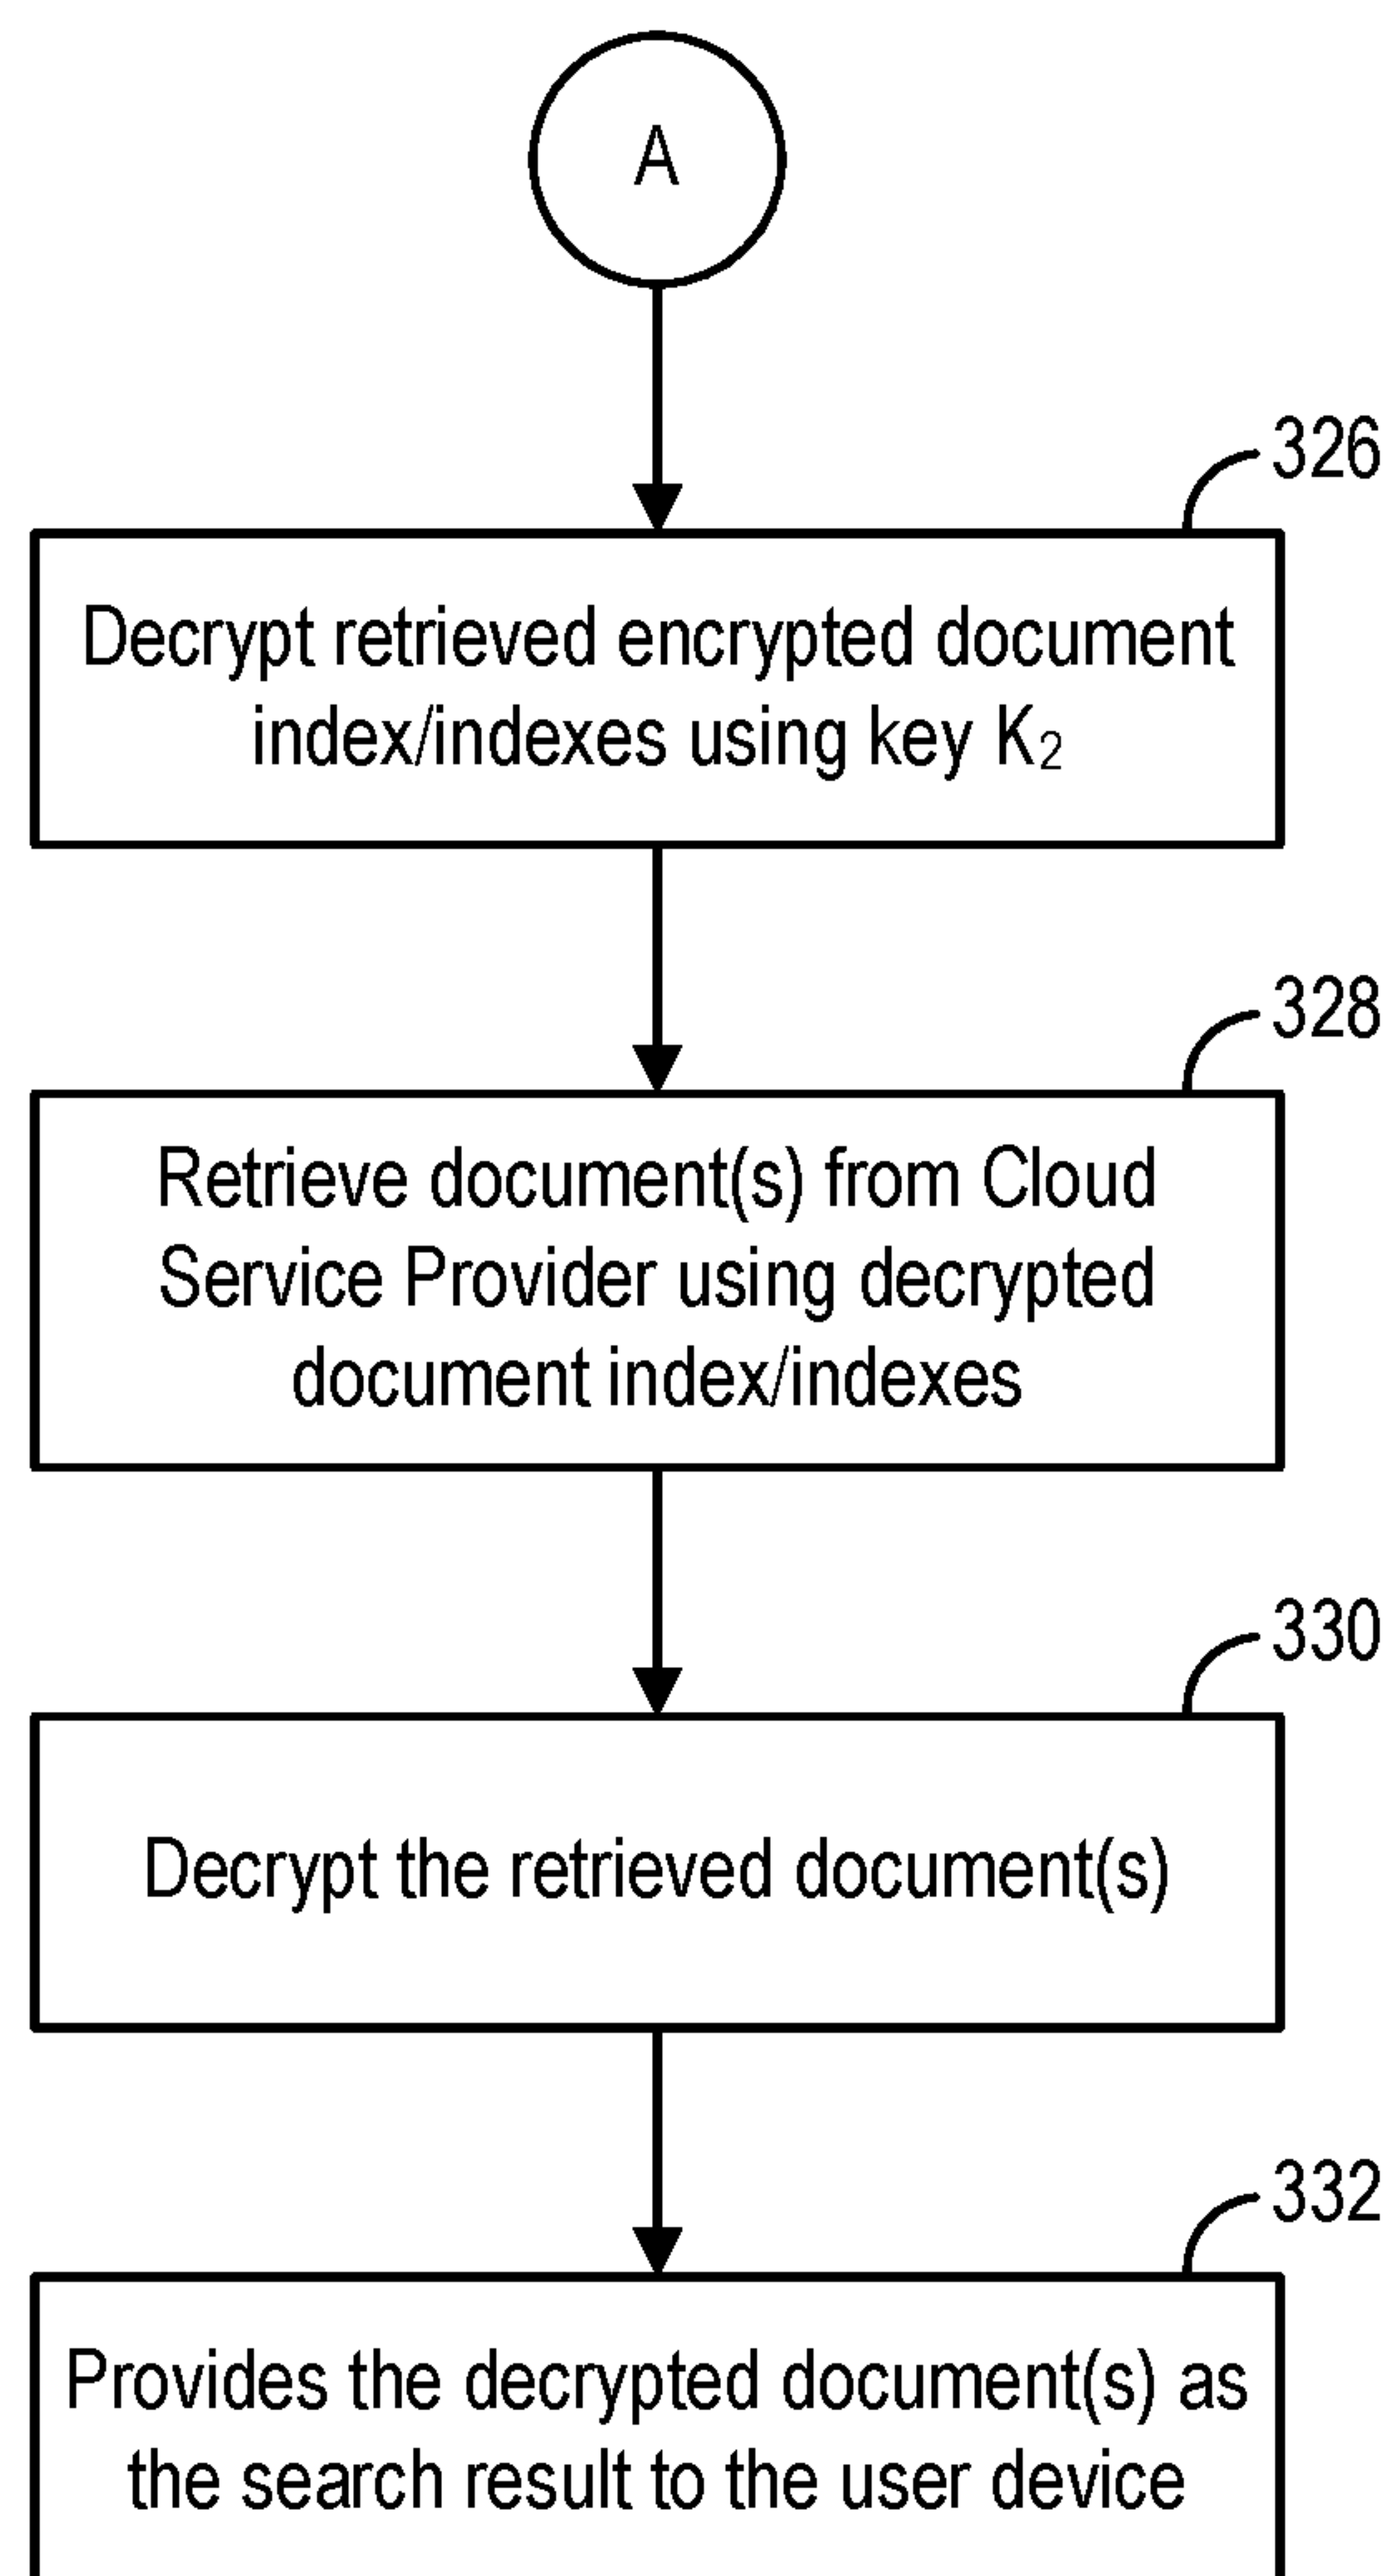 A
326
Decrypt retrieved encrypted document
index/indexes using key K₂
328
Retrieve document(s) from Cloud
Service Provider using decrypted
document index/indexes
330
Decrypt the retrieved document(s)
332
Provides the decrypted document(s) as
the search result to the user device